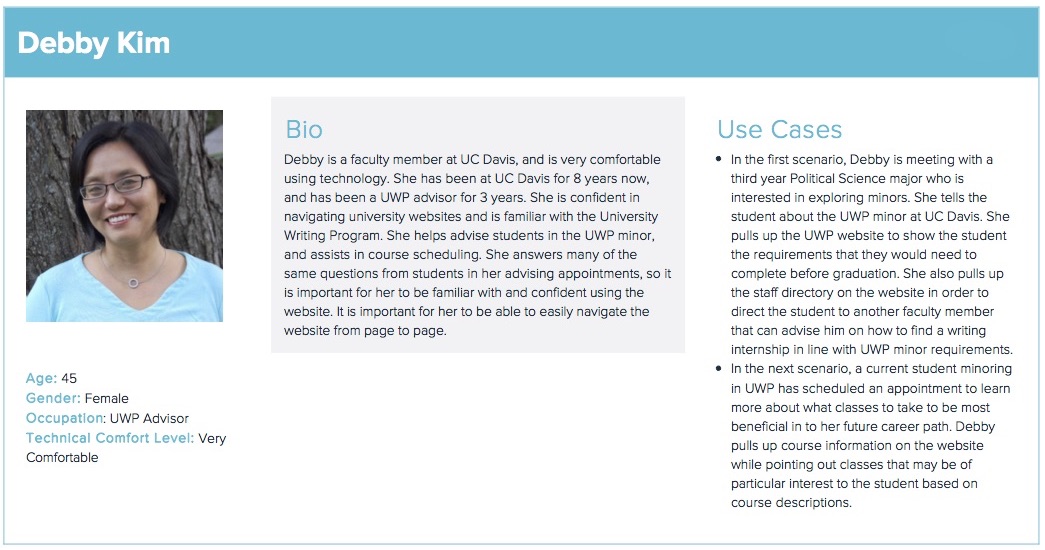 Debby Kim
Age: 45
Gender: Female
Occupation: UWP Advisor
Technical Comfort Level: Very
Comfortable
Bio
Debby is a faculty member at UC Davis, and is very comfortable
using technology. She has been at UC Davis for 8 years now,
and has been a UWP advisor for 3 years. She is confident in
navigating university websites and is familiar with the University
Writing Program. She helps advise students in the UWP minor,
and assists in course scheduling. She answers many of the
same questions from students in her advising appointments, so it
is important for her to be familiar with and confident using the
website. It is important for her to be able to easily navigate the
website from page to page.
Use Cases
• In the first scenario, Debby is meeting with a
third year Political Science major who is
interested in exploring minors. She tells the
student about the UWP minor at UC Davis. She
pulls up the UWP website to show the student
the requirements that they would need to
complete before graduation. She also pulls up
the staff directory on the website in order to
direct the student to another faculty member
that can advise him on how to find a writing
internship in line with UWP minor requirements.
• In the next scenario, a current student minoring
in UWP has scheduled an appointment to learn
more about what classes to take to be most
beneficial in to her future career path. Debby
pulls up course information on the website
while pointing out classes that may be of
particular interest to the student based on
course descriptions.